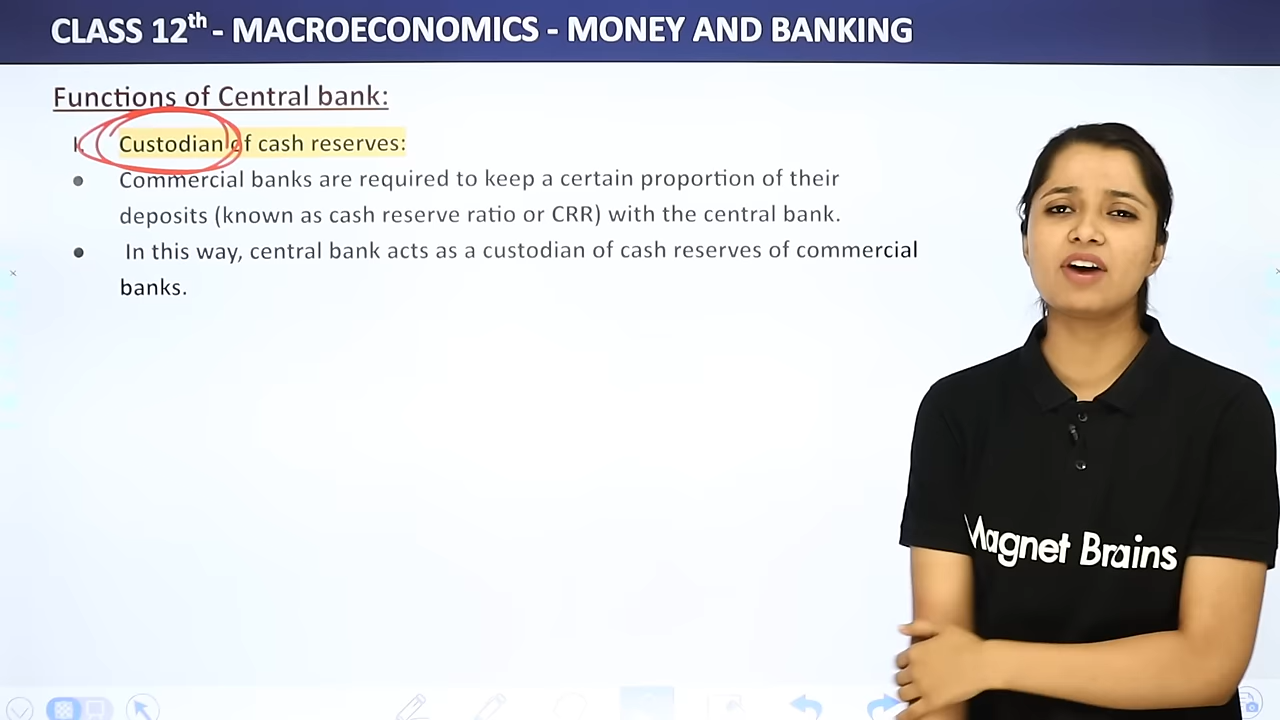 CLASS 12th - MACROECONOMICS - MONEY AND BANKING
Functions of Central bank:
Custodian of cash reserves:
● Commercial banks are required to keep a certain proportion of their
deposits (known as cash reserve ratio or CRR) with the central bank.
● In this way, central bank acts as a custodian of cash reserves of commercial
banks.
Magnet Brains